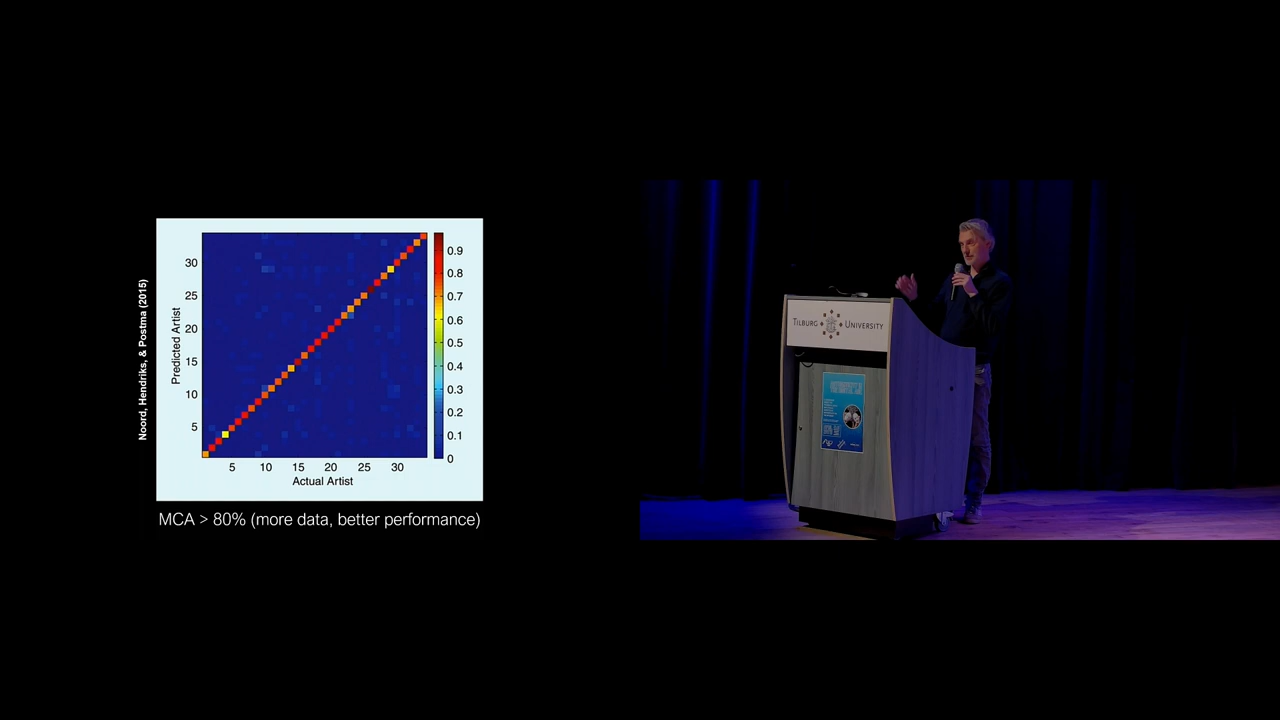 Noord, Hendriks, & Postma (2015)
Predicted Artist
30
25
20
15
10
5
5 10 15 20 25 30
Actual Artist
0.9
0.8
0.7
0.6
0.5
0.4
0.3
0.2
0.1
0
MCA > 80% (more data, better performance)
TILBURG UNIVERSITY